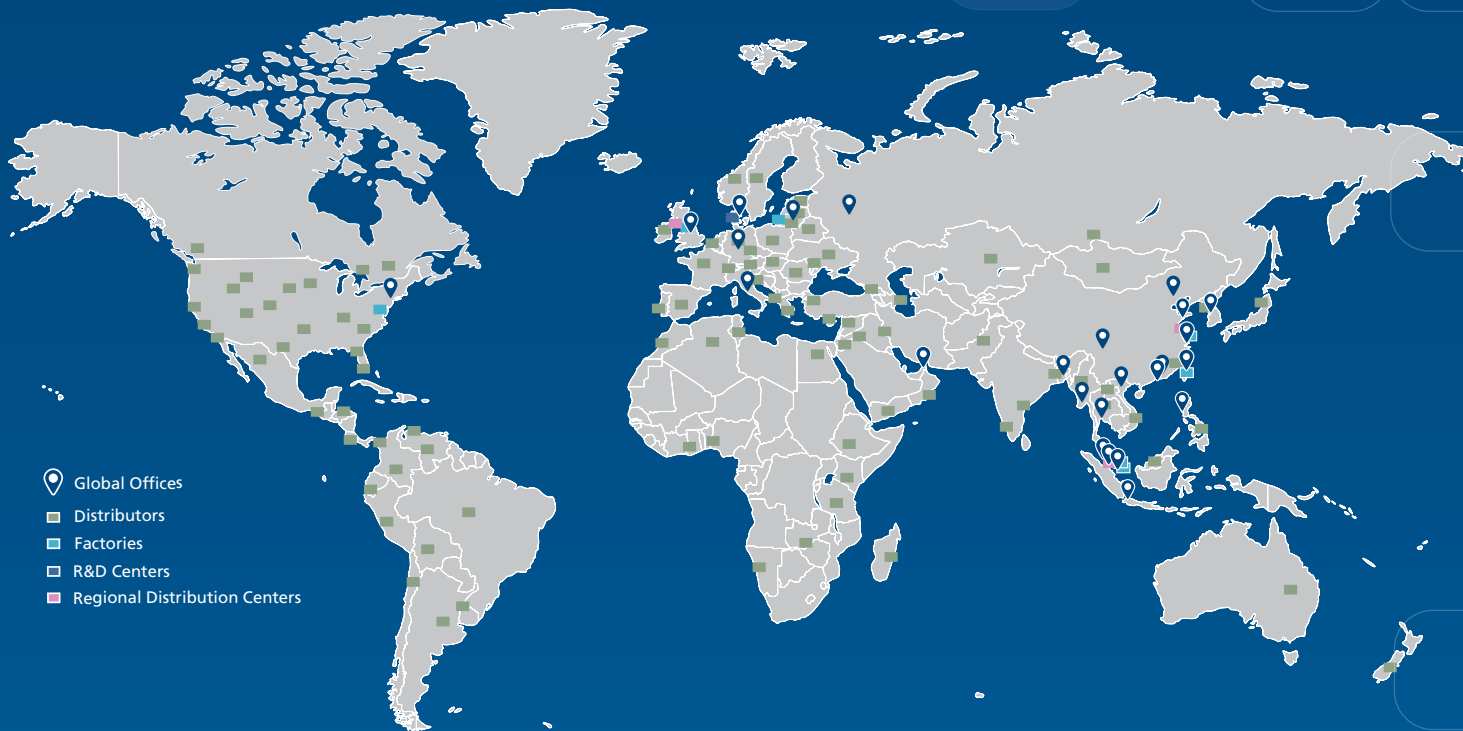 Global Offices
Distributors
Factories
R&D Centers
Regional Distribution Centers